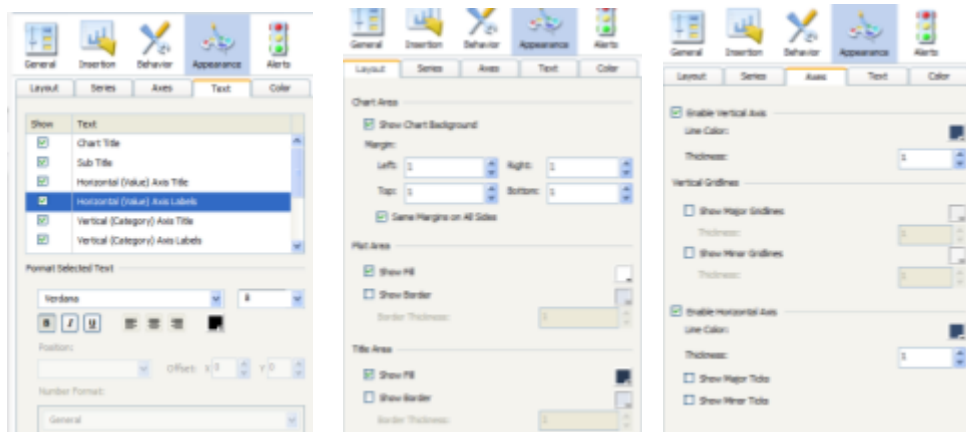 General Insertion Behavior Appearance Alerts
Layout Series Axes Text Color
Show Text
Chart Title
Sub Title
Horizontal (Value) Axis Title
Horizontal (Value) Axis Labels
Vertical (Category) Axis Title
Vertical (Category) Axis Labels
Format Selected Text
Verdana 8
B I U
Position:
Offset: X 0 Y 0
Number Format:
General
General Insertion Behavior Appearance Alerts
Layout Series Axes Text Color
Chart Area
Show Chart Background
Margin:
Left: 1 Right: 1
Top: 1 Bottom: 1
Same Margins on All Sides
Plot Area
Show Fill
Show Border
Border Thickness: 1
Title Area
Show Fill
Show Border
Border Thickness: 1
General Insertion Behavior Appearance Alerts
Layout Series Axes Text Color
Enable Vertical Axis
Line Color:
Thickness: 1
Vertical Gridlines
Show Major Gridlines
Thickness: 1
Show Minor Gridlines
Thickness: 1
Enable Horizontal Axis
Line Color:
Thickness: 1
Show Major Ticks
Show Minor Ticks